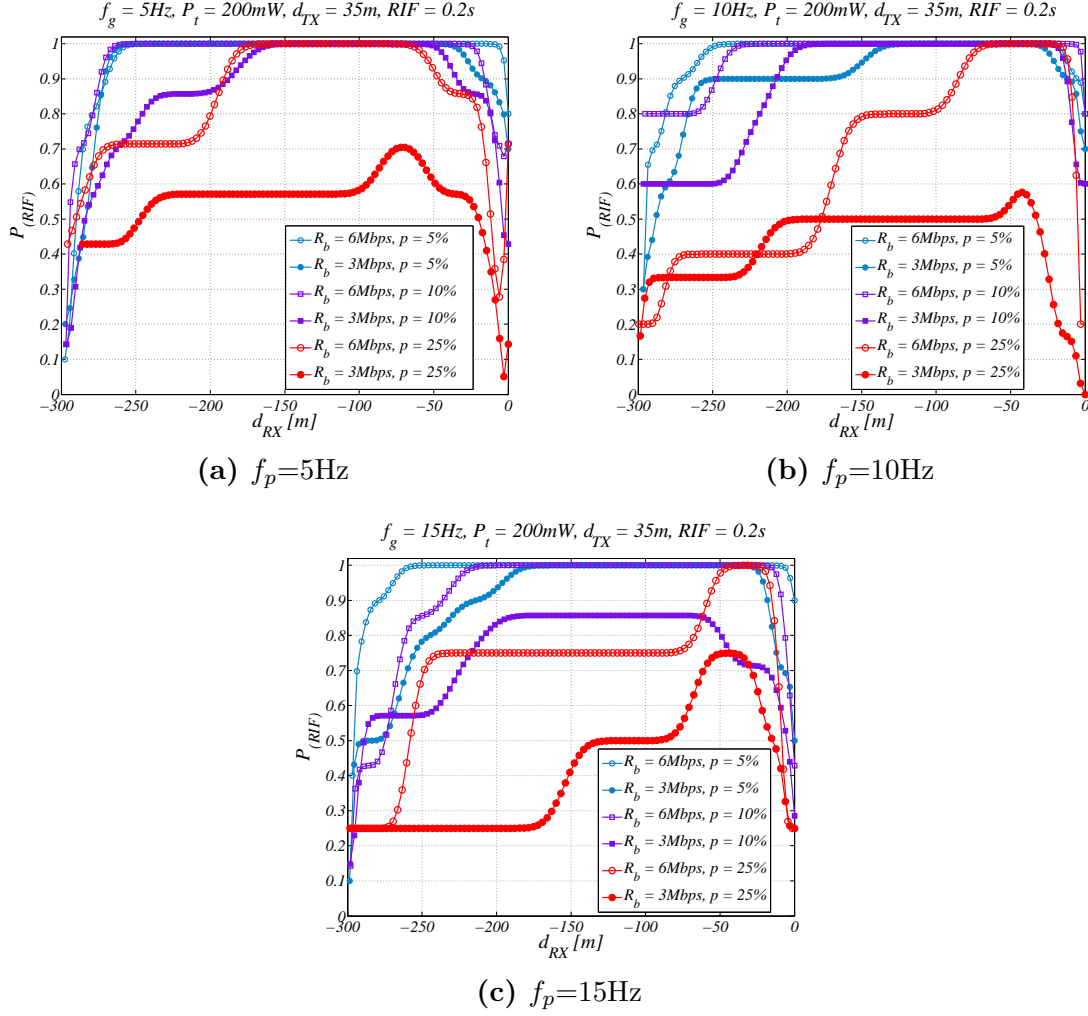 f_g = 5Hz, P_t = 200mW, d_TX = 35m, RIF = 0.2s
f_g = 10Hz, P_t = 200mW, d_TX = 35m, RIF = 0.2s
1
0.9
0.8
0.7
0.6
0.5
0.4
0.3
0.2
0.1
0
P_(RIF)
−300
−250
−200
−150
−100
−50
0
d_RX [m]
R_b = 6Mbps, p = 5%
R_b = 3Mbps, p = 5%
R_b = 6Mbps, p = 10%
R_b = 3Mbps, p = 10%
R_b = 6Mbps, p = 25%
R_b = 3Mbps, p = 25%
(a) f_p=5Hz
1
0.9
0.8
0.7
0.6
0.5
0.4
0.3
0.2
0.1
0
P_(RIF)
−300
−250
−200
−150
−100
−50
0
d_RX [m]
R_b = 6Mbps, p = 5%
R_b = 3Mbps, p = 5%
R_b = 6Mbps, p = 10%
R_b = 3Mbps, p = 10%
R_b = 6Mbps, p = 25%
R_b = 3Mbps, p = 25%
(b) f_p=10Hz
f_g = 15Hz, P_t = 200mW, d_TX = 35m, RIF = 0.2s
1
0.9
0.8
0.7
0.6
0.5
0.4
0.3
0.2
0.1
0
P_(RIF)
−300
−250
−200
−150
−100
−50
0
d_RX [m]
R_b = 6Mbps, p = 5%
R_b = 3Mbps, p = 5%
R_b = 6Mbps, p = 10%
R_b = 3Mbps, p = 10%
R_b = 6Mbps, p = 25%
R_b = 3Mbps, p = 25%
(c) f_p=15Hz